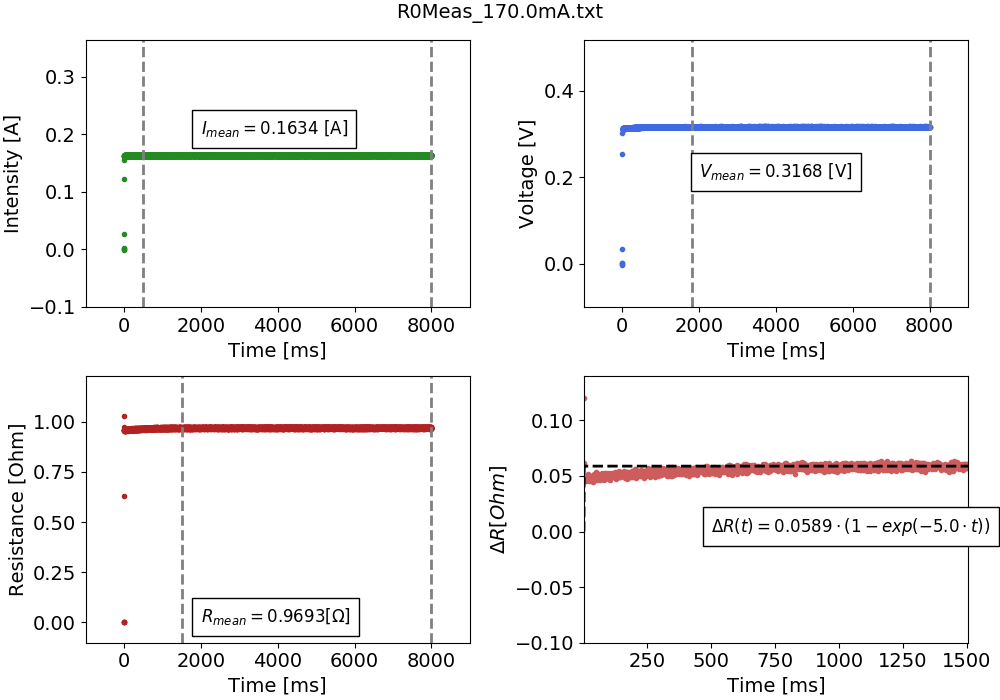 R0Meas_170.0mA.txt
Intensity [A]
0.3
0.2
0.1
0.0
−0.1
I_mean = 0.1634 [A]
0 2000 4000 6000 8000
Time [ms]
Voltage [V]
0.4
0.2
0.0
V_mean = 0.3168 [V]
0 2000 4000 6000 8000
Time [ms]
Resistance [Ohm]
1.00
0.75
0.50
0.25
0.00
R_mean = 0.9693[Ω]
0 2000 4000 6000 8000
Time [ms]
ΔR[Ohm]
0.10
0.05
0.00
−0.05
−0.10
ΔR(t) = 0.0589 · (1 − exp(−5.0 · t))
250 500 750 1000 1250 1500
Time [ms]